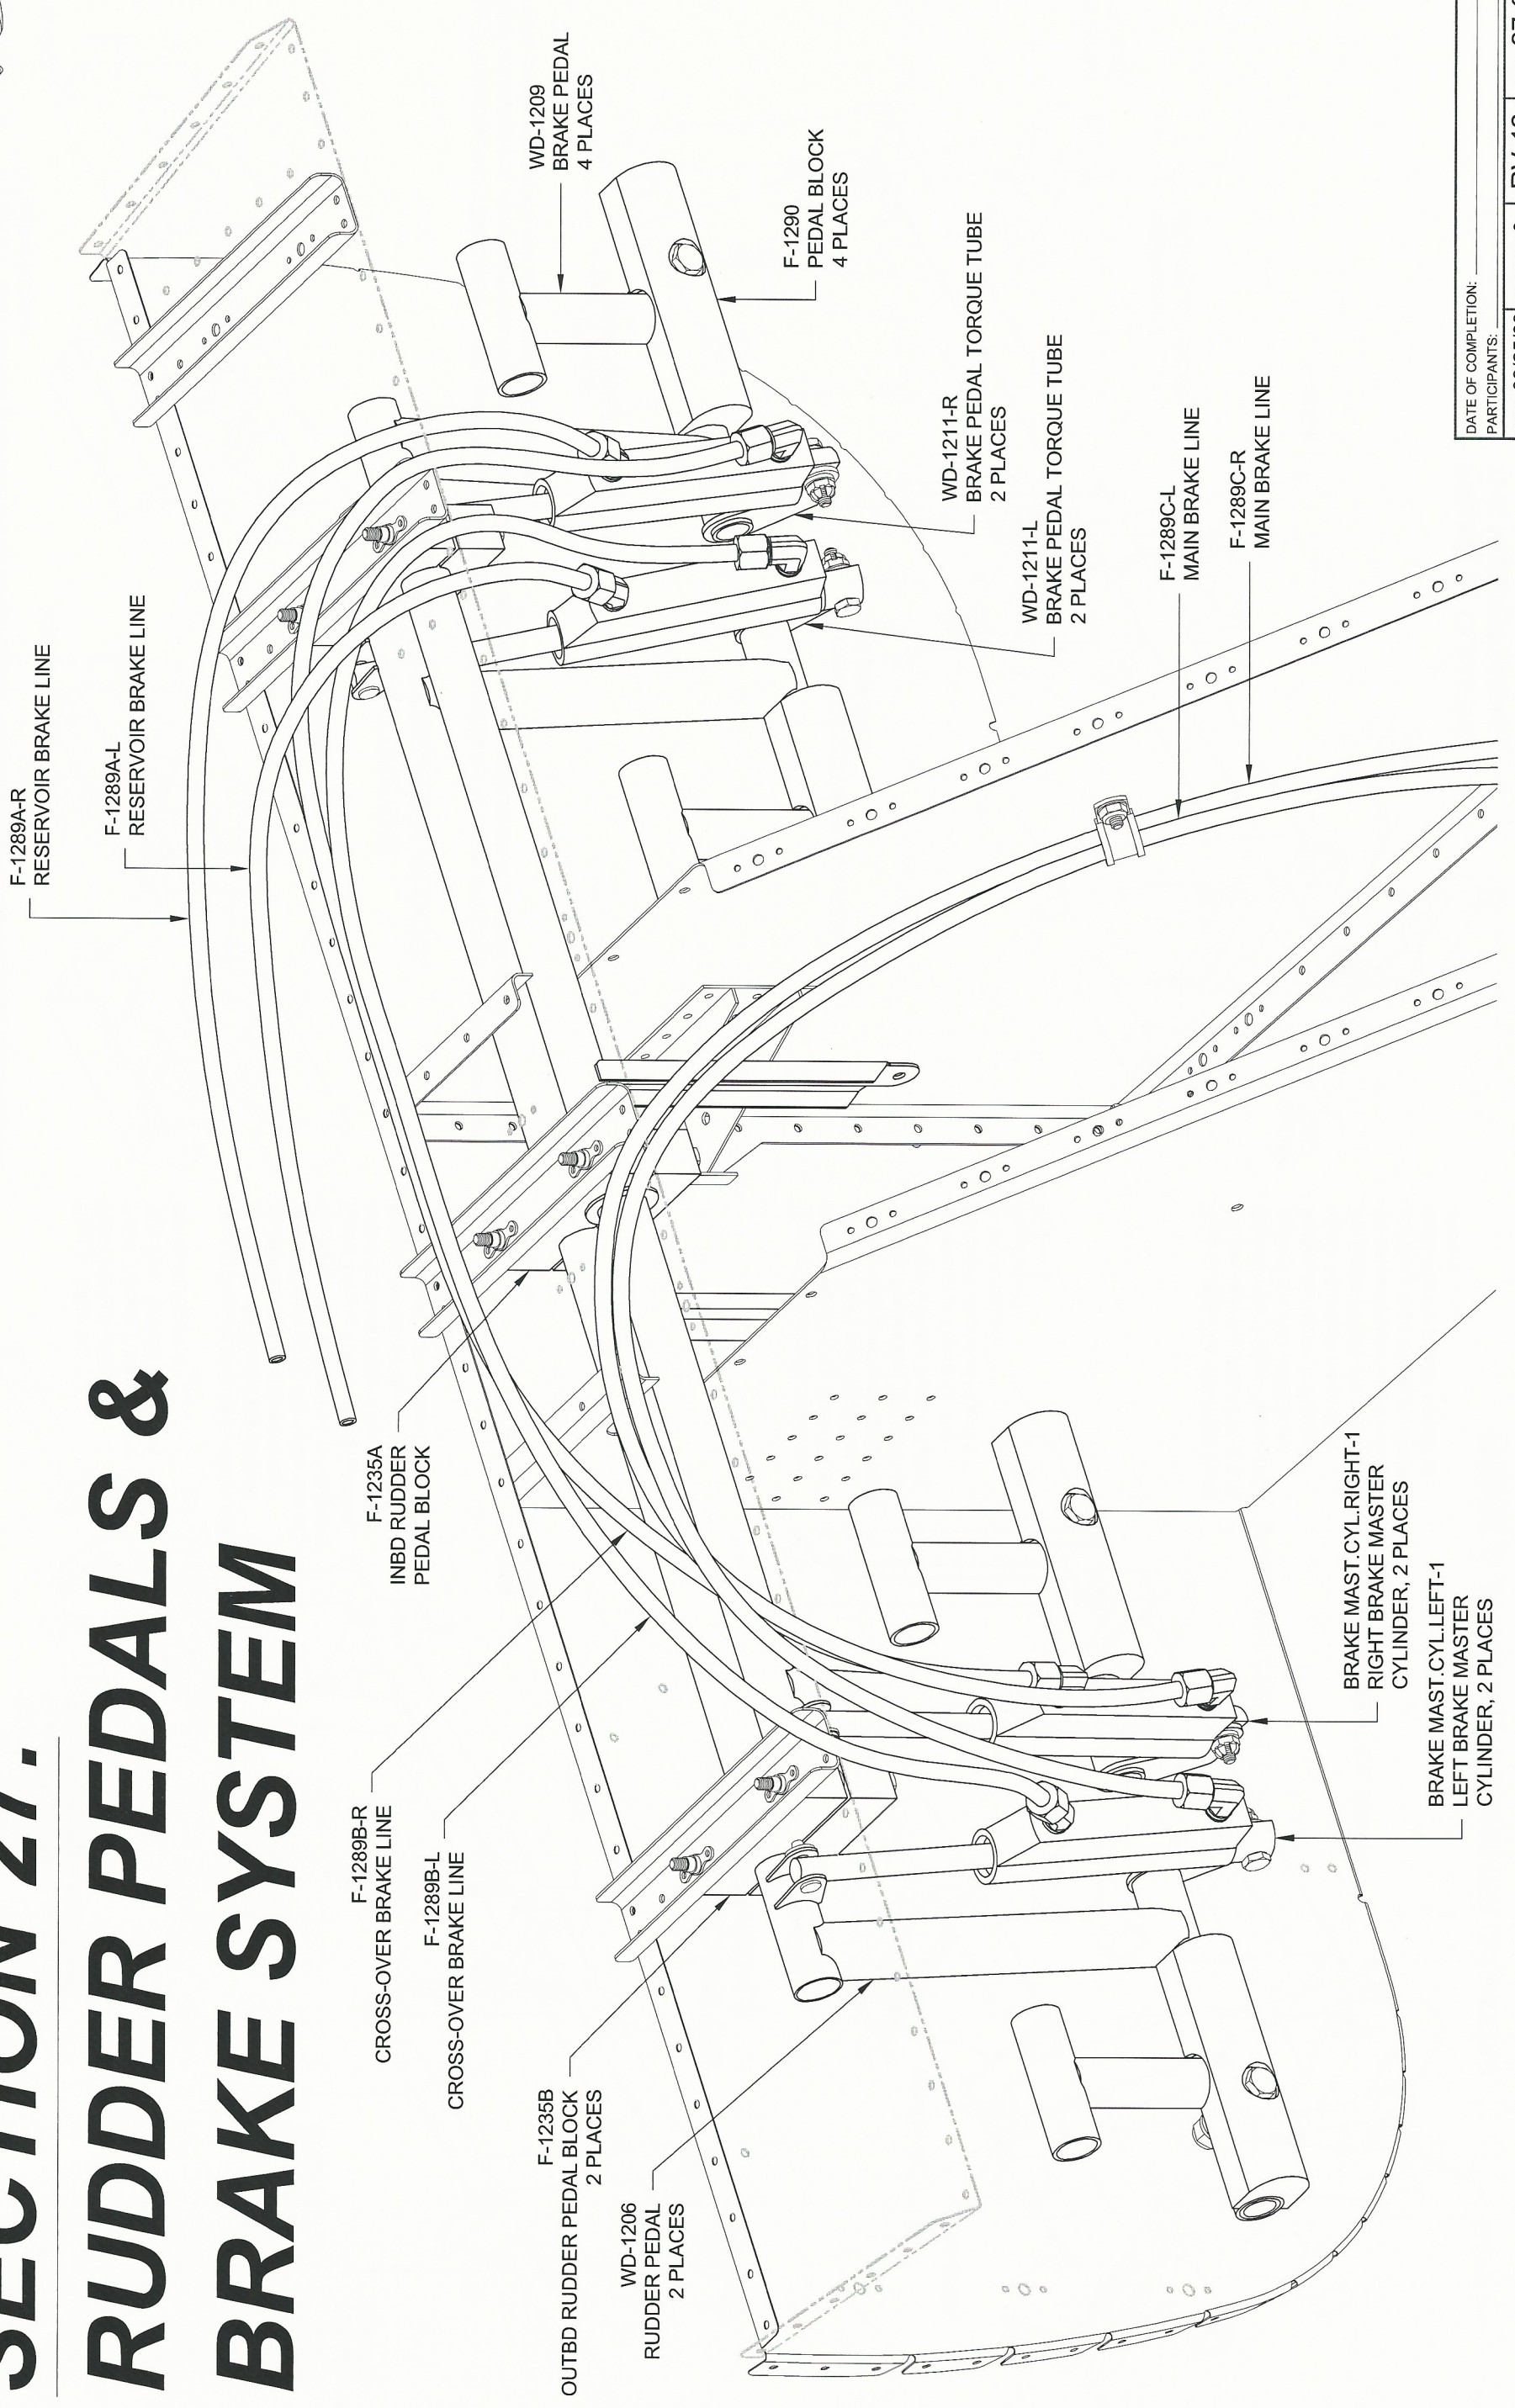 SECTION 27:
RUDDER PEDALS &
BRAKE SYSTEM
F-1289A-R
RESERVOIR BRAKE LINE
F-1289A-L
RESERVOIR BRAKE LINE
WD-1209
BRAKE PEDAL
4 PLACES
F-1290
PEDAL BLOCK
4 PLACES
WD-1211-R
BRAKE PEDAL TORQUE TUBE
2 PLACES
WD-1211-L
BRAKE PEDAL TORQUE TUBE
2 PLACES
F-1289C-L
MAIN BRAKE LINE
F-1289C-R
MAIN BRAKE LINE
F-1235A
INBD RUDDER
PEDAL BLOCK
F-1289B-R
CROSS-OVER BRAKE LINE
F-1289B-L
CROSS-OVER BRAKE LINE
F-1235B
OUTBD RUDDER PEDAL BLOCK
2 PLACES
WD-1206
RUDDER PEDAL
2 PLACES
BRAKE MAST.CYL.RIGHT-1
RIGHT BRAKE MASTER
CYLINDER, 2 PLACES
BRAKE MAST.CYL.LEFT-1
LEFT BRAKE MASTER
CYLINDER, 2 PLACES
DATE OF COMPLETION:
PARTICIPANTS: